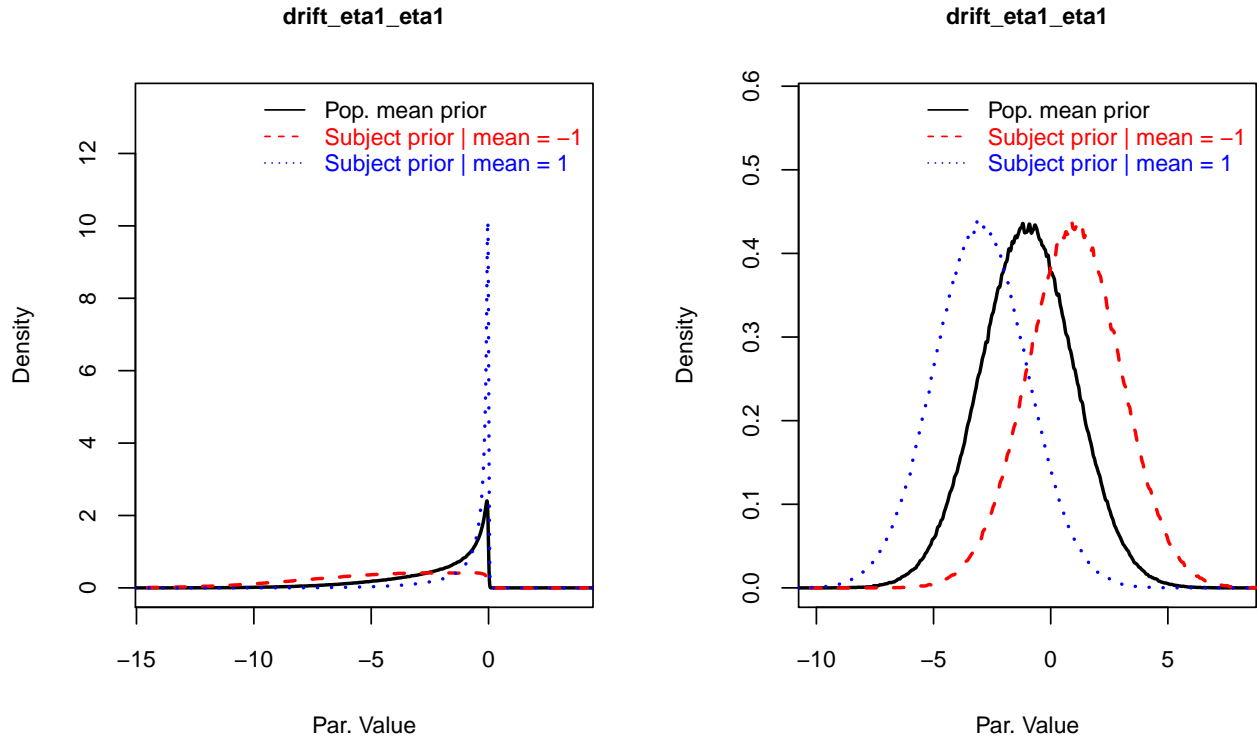 drift_eta1_eta1
Density
0 2 4 6 8 10 12
Pop. mean prior
Subject prior | mean = −1
Subject prior | mean = 1
−15 −10 −5 0
Par. Value
drift_eta1_eta1
Density
0.0 0.1 0.2 0.3 0.4 0.5 0.6
Pop. mean prior
Subject prior | mean = −1
Subject prior | mean = 1
−10 −5 0 5
Par. Value